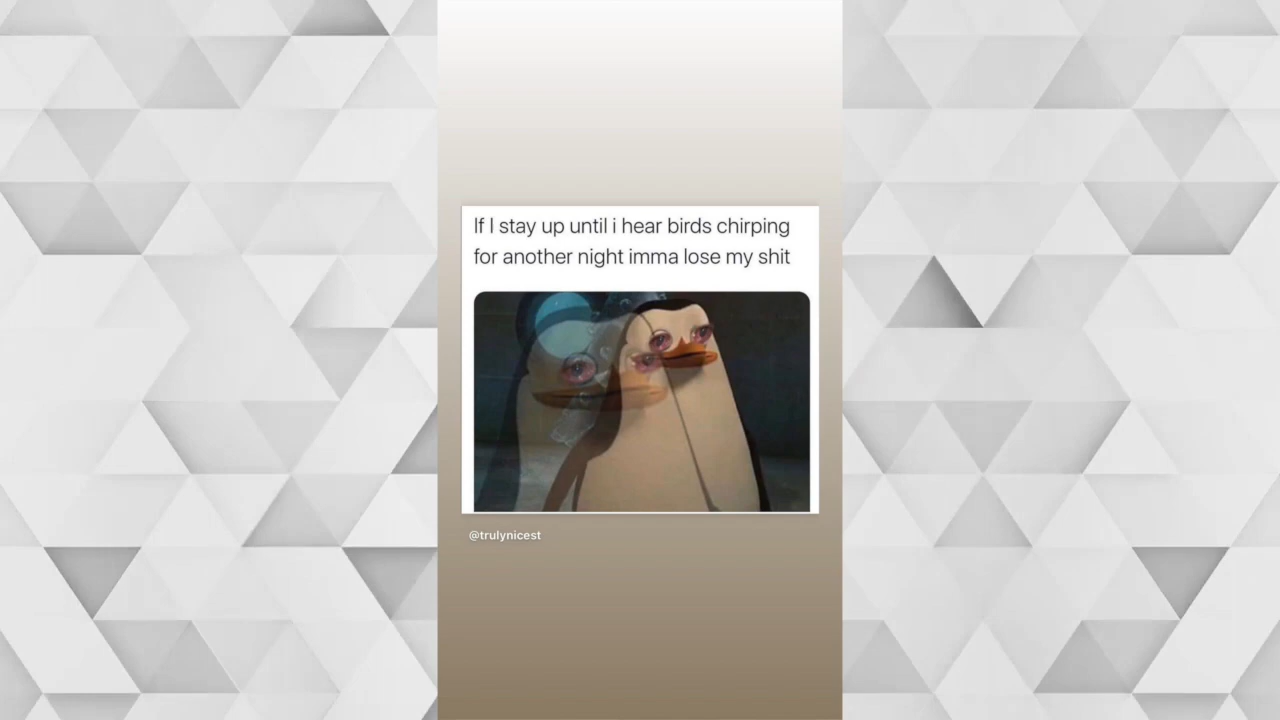 If I stay up until i hear birds chirping
for another night imma lose my shit
@trulynicest